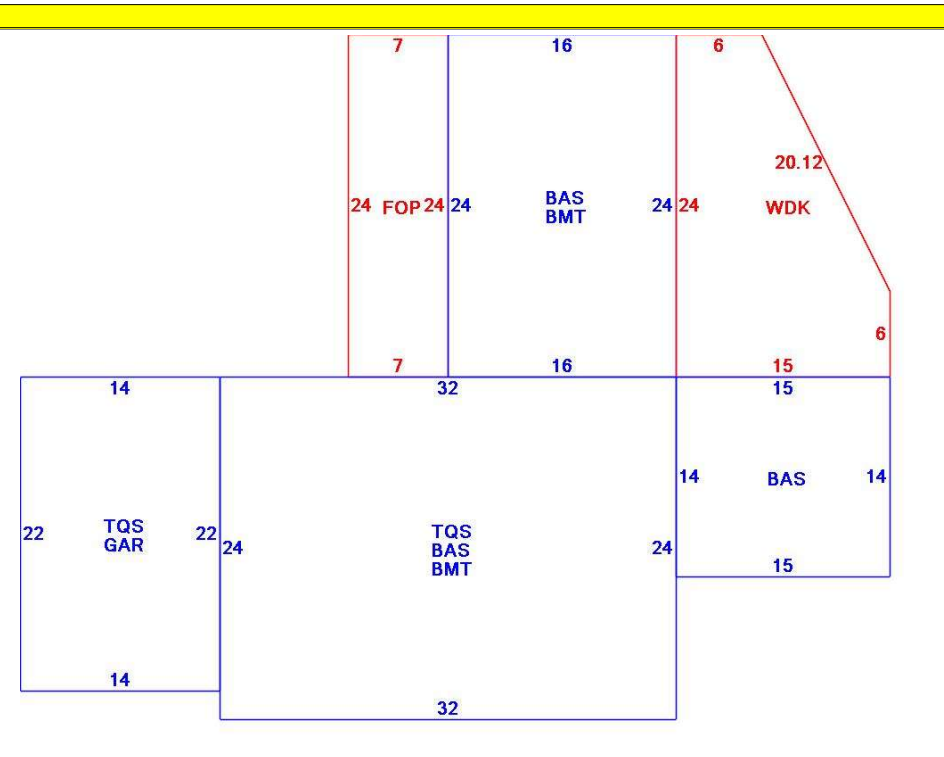 7 16 6
20.12
24 FOP 24 24 BAS 24 24 WDK
BMT
6
7 16 15
14 32 15
14 BAS 14
22 TQS 22 24 TQS 24
GAR BAS
BMT
15
14
32